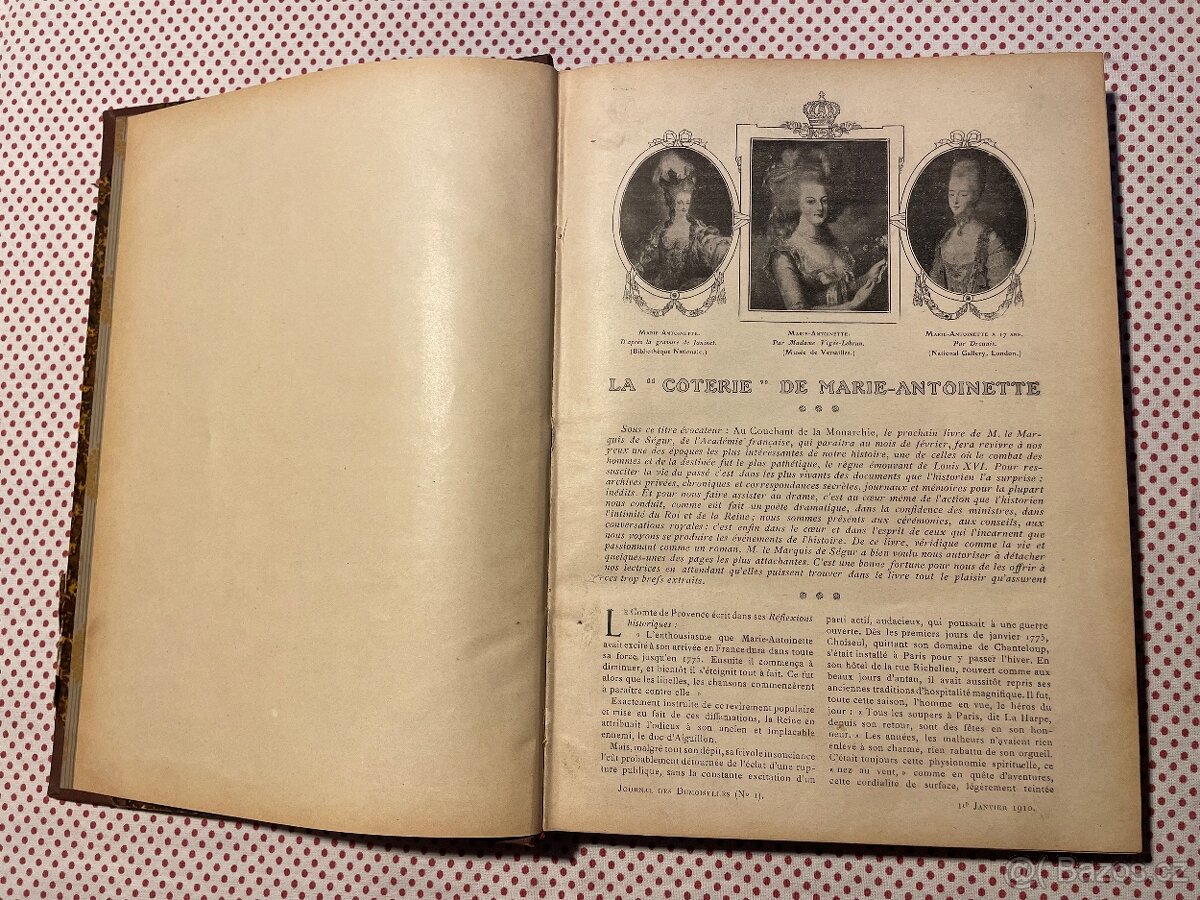 MARIE ANTOINETTE.
D'après la gravure de Janinet.
(Bibliothèque Nationale.)
MARIE-ANTOINETTE.
Par Madame Vigée-Lebrun.
(Musée de Versailles.)
MARIE-ANTOINETTE A 17 ANS.
Par Drouais.
(National Gallery, London.)
LA "COTERIE" DE MARIE-ANTOINETTE
Sous ce titre évocateur : Au Couchant de la Monarchie, le prochain livre de M. le Mar-
quis de Ségur, de l'Académie française, qui paraîtra au mois de février, fera revivre à nos
yeux une des époques les plus intéressantes de notre histoire, une de celles où le combat des
hommes et de la destinée fut le plus pathétique, le règne émouvant de Louis XVI. Pour res-
susciter la vie du passé c'est dans les plus vivants des documents que l'historien l'a surprise :
archives privées, chroniques et correspondances secrètes, journaux et mémoires pour la plupart
inédits. Et pour nous faire assister au drame, c'est au cœur même de l'action que l'historien
nous conduit, comme eût fait un poète dramatique, dans la confidence des ministres, dans
l'intimité du Roi et de la Reine ; nous sommes présents aux cérémonies, aux conseils, aux
conversations royales : c'est enfin dans le cœur et dans l'esprit de ceux qui l'incarnent que
nous voyons se produire les évènements de l'histoire. De ce livre, véridique comme la vie et
passionnant comme un roman, M. le Marquis de Ségur a bien voulu nous autoriser à détacher
quelques-unes des pages les plus attachantes. C'est une bonne fortune pour nous de les offrir à
nos lectrices en attendant qu'elles puissent trouver dans le livre tout le plaisir qu'assurent
ces trop brefs extraits.
LE Comte de Provence écrit dans ses Réflexions
historiques :
« L'enthousiasme que Marie-Antoinette
avait excité à son arrivée en France dura dans toute
sa force jusqu'en 1775. Ensuite il commença à
diminuer, et bientôt il s'éteignit tout à fait. Ce fut
alors que les libelles, les chansons commencèrent
à paraître contre elle »
Exactement instruite de ce revirement populaire
et mise au fait de ces diffamations, la Reine en
attribuait l'odieux à son ancien et implacable
ennemi, le duc d'Aiguillon.
Mais, malgré tout son dépit, sa frivole insouciance
l'eût probablement détournée de l'éclat d'une rup-
ture publique, sans la constante excitation d'un
JOURNAL DES DEMOISELLES (No 1).
parti actif, audacieux, qui poussait à une guerre
ouverte. Dès les premiers jours de janvier 1775,
Choiseul, quittant son domaine de Chanteloup,
s'était installé à Paris pour y passer l'hiver. En
son hôtel de la rue Richelieu, rouvert comme aux
beaux jours d'antan, il avait aussitôt repris ses
anciennes traditions d'hospitalité magnifique. Il fut,
toute cette saison, l'homme en vue, le héros du
jour : « Tous les soupers à Paris, dit La Harpe,
depuis son retour, sont des fêtes en son hon-
neur. » Les années, les malheurs n'avaient rien
enlevé à son charme, rien rabattu de son orgueil.
C'était toujours cette physionomie spirituelle, ce
« nez au vent, » comme en quête d'aventures,
cette cordialité de surface, légèrement teintée
1er JANVIER 1910.
@ Bazos.cz